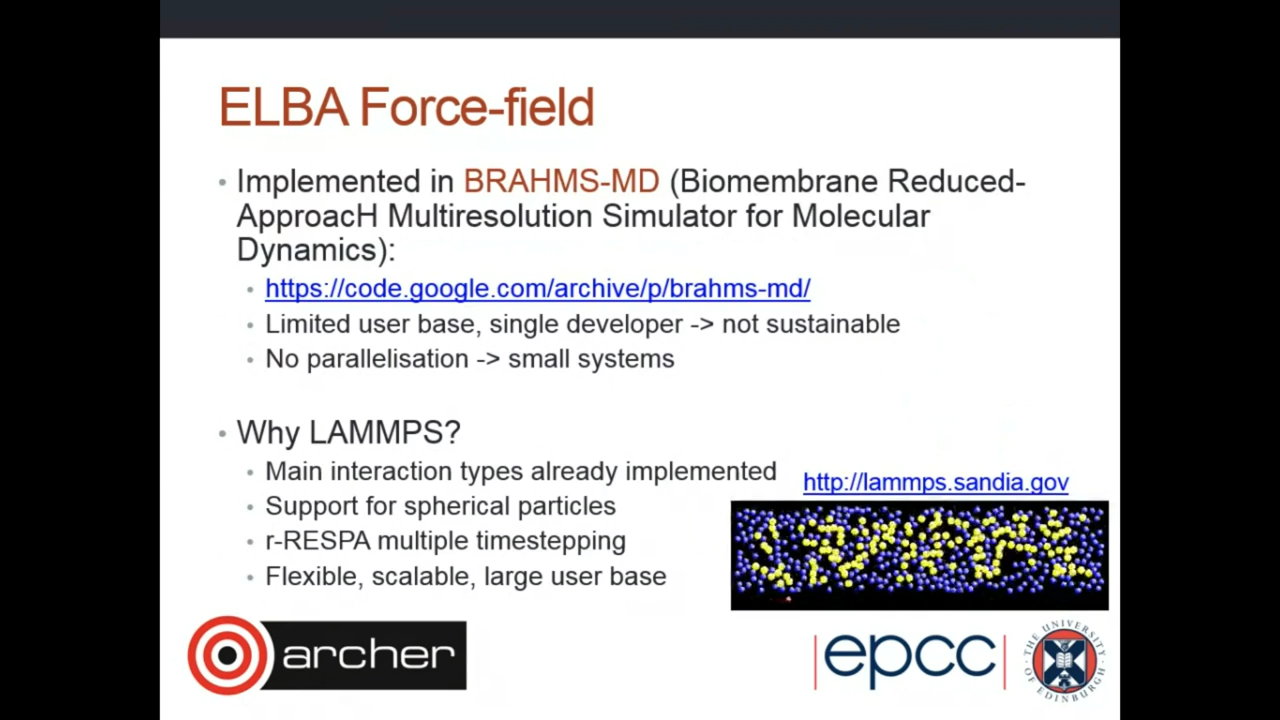 ELBA Force-field
• Implemented in BRAHMS-MD (Biomembrane Reduced-
ApproacH Multiresolution Simulator for Molecular
Dynamics):
• https://code.google.com/archive/p/brahms-md/
• Limited user base, single developer -> not sustainable
• No parallelisation -> small systems
• Why LAMMPS?
• Main interaction types already implemented
• Support for spherical particles
• r-RESPA multiple timestepping
• Flexible, scalable, large user base
http://lammps.sandia.gov
archer
epcc
THE UNIVERSITY
OF EDINBURGH